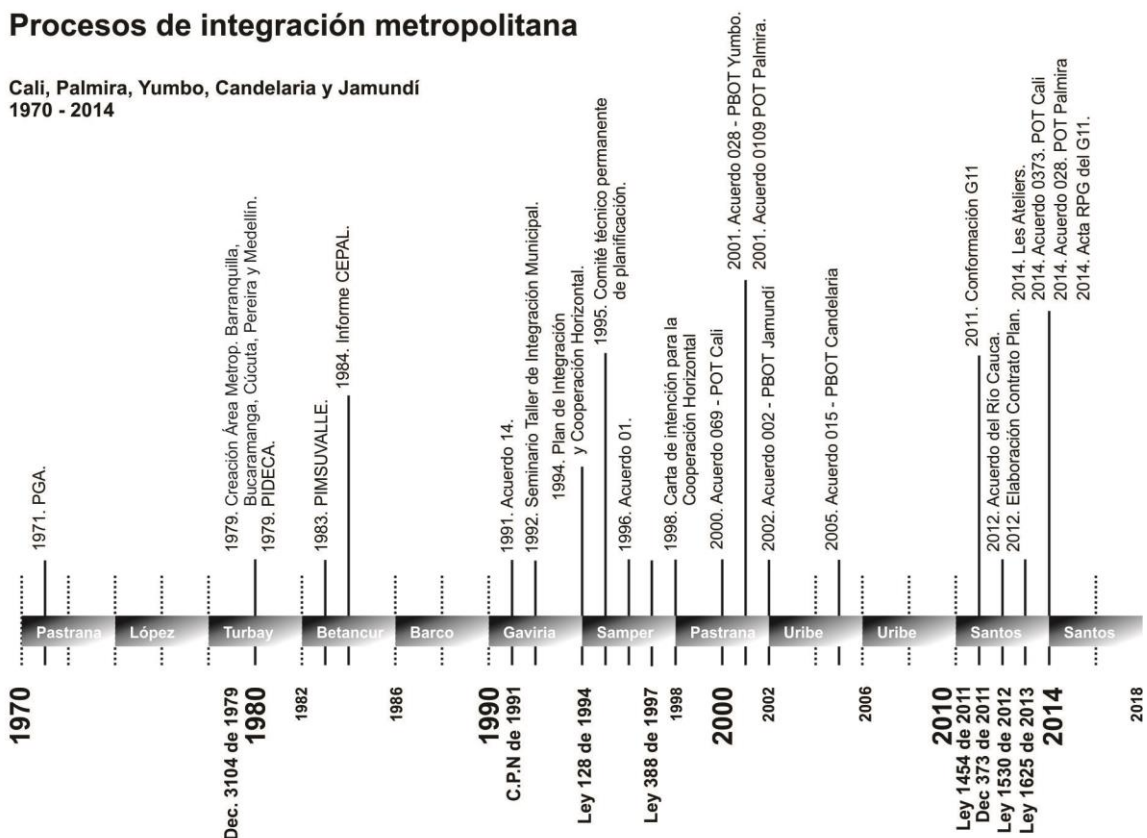 Procesos de integración metropolitana
Cali, Palmira, Yumbo, Candelaria y Jamundí
1970 - 2014
1971. PGA.
1979. Creación Área Metrop. Barranquilla,
Bucaramanga, Cúcuta, Pereira y Medellín.
1979. PIDECA.
1983. PIMSUVALLE.
1984. Informe CEPAL.
1991. Acuerdo 14.
1992. Seminario Taller de Integración Municipal.
1994. Plan de Integración
y Cooperación Horizontal.
1995. Comité técnico permanente
de planificación.
1996. Acuerdo 01.
1998. Carta de intención para la
Cooperación Horizontal
2000. Acuerdo 069 - POT Cali
2001. Acuerdo 028 - PBOT Yumbo.
2001. Acuerdo 0109 POT Palmira.
2002. Acuerdo 002 - PBOT Jamundí
2005. Acuerdo 015 - PBOT Candelaria
2011. Conformación G11
2012. Acuerdo del Río Cauca.
2012. Elaboración Contrato Plan.
2014. Les Ateliers.
2014. Acuerdo 0373. POT Cali
2014. Acuerdo 028. POT Palmira
2014. Acta RPG del G11.
Pastrana
López
Turbay
Betancur
Barco
Gaviria
Samper
Pastrana
Uribe
Uribe
Santos
Santos
1970
Dec. 3104 de 1979
1980
1982
1986
1990
C.P.N de 1991
Ley 128 de 1994
Ley 388 de 1997
1998
2000
2002
2006
2010
Ley 1454 de 2011
Dec 373 de 2011
Ley 1530 de 2012
Ley 1625 de 2013
2014
2018